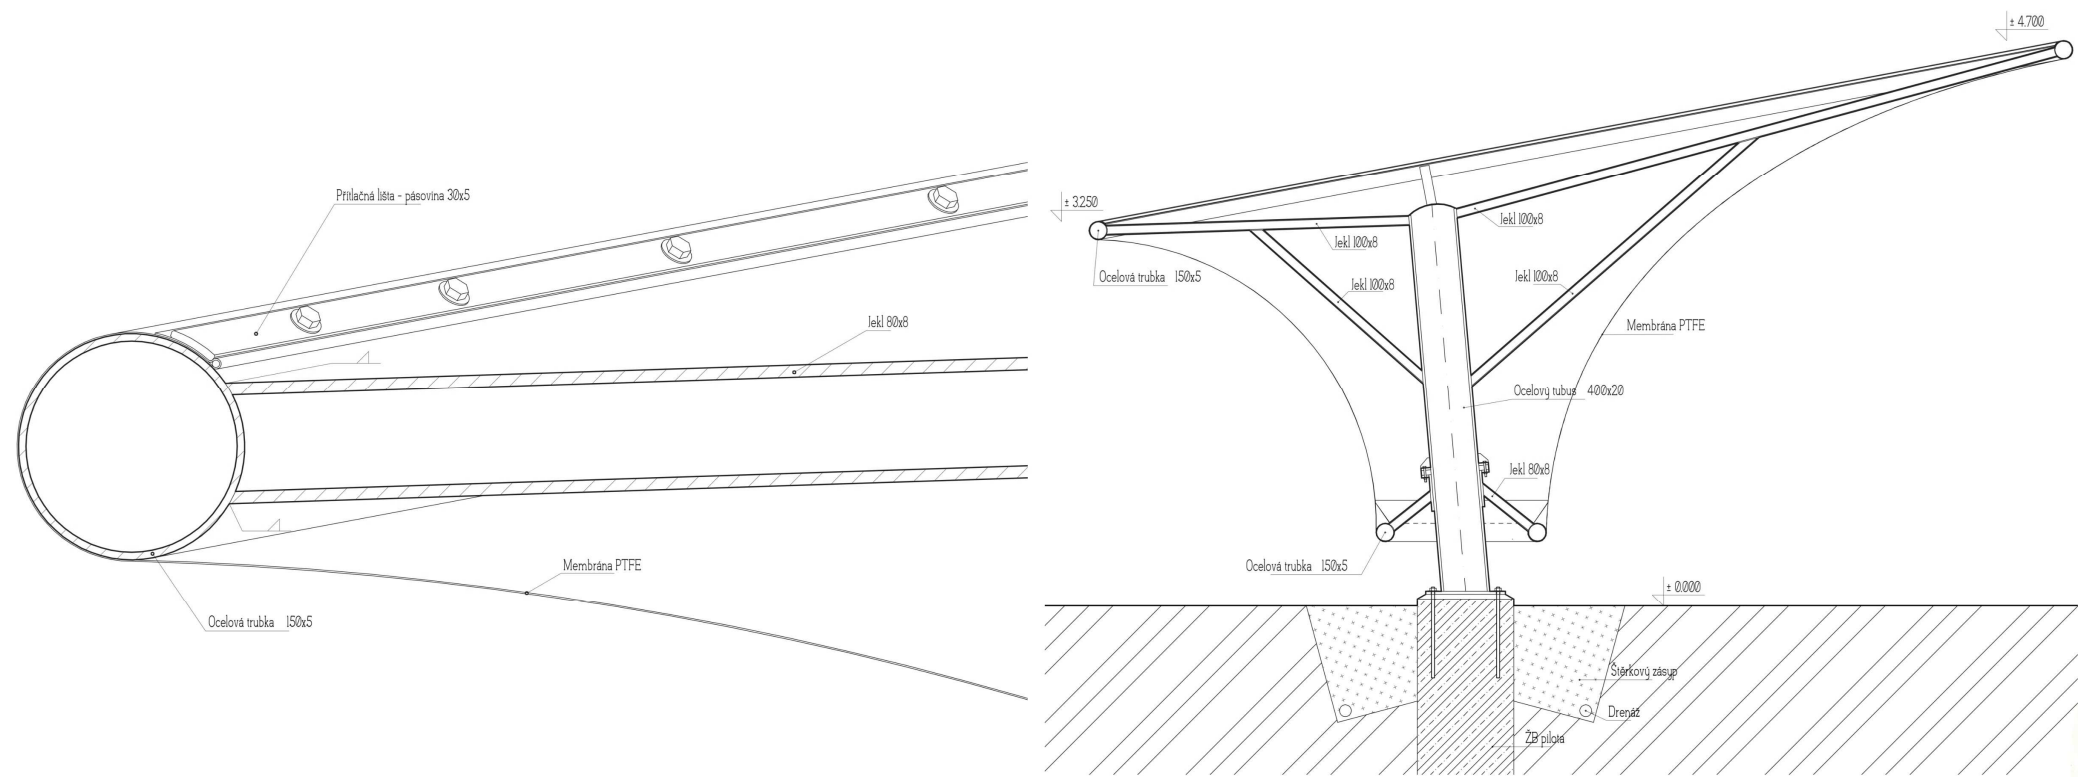 Přítlačná lišta - pásovina 30x5
Jekl 80x8
Membrána PTFE
Ocelová trubka 150x5
± 4.700
± 3.250
Jekl 100x8
Jekl 100x8
Ocelová trubka 150x5
Jekl 100x8
Jekl 100x8
Membrána PTFE
Ocelový tubus 400x20
Jekl 80x8
Ocelová trubka 150x5
± 0.000
Štěrkový zásyp
Drenáž
ŽB pilota